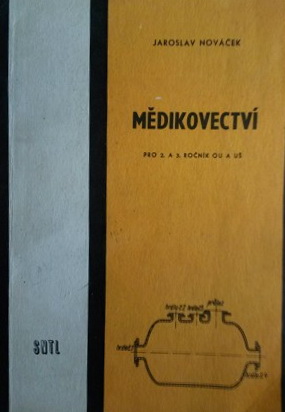 JAROSLAV NOVÁČEK
MĚDIKOVECTVÍ
PRO 2. A 3. ROČNÍK OU A UŠ
SNTL